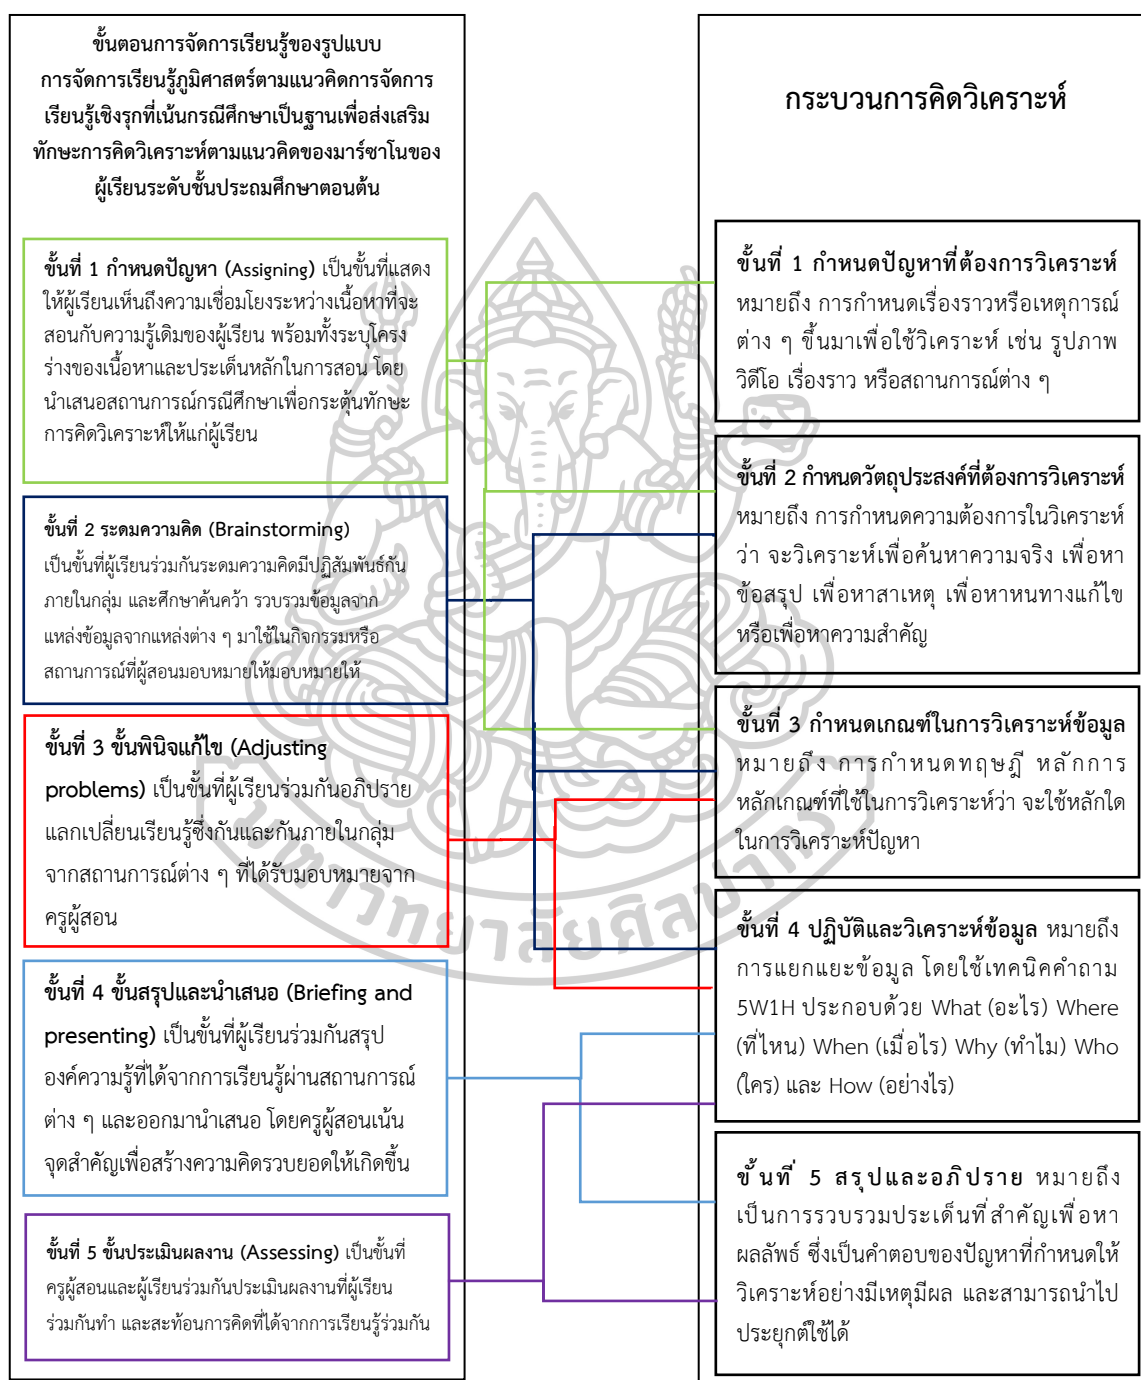 ขั้นตอนการจัดการเรียนรู้ของรูปแบบ
การจัดการเรียนรู้ภูมิศาสตร์ตามแนวคิดการจัดการ
เรียนรู้เชิงรุกที่เน้นกรณีศึกษาเป็นฐานเพื่อส่งเสริม
ทักษะการคิดวิเคราะห์ตามแนวคิดของมาร์ซาโนของ
ผู้เรียนระดับชั้นประถมศึกษาตอนต้น
ขั้นที่ 1 กำหนดปัญหา (Assigning) เป็นขั้นที่แสดง
ให้ผู้เรียนเห็นถึงความเชื่อมโยงระหว่างเนื้อหาที่จะ
สอนกับความรู้เดิมของผู้เรียน พร้อมทั้งระบุโครง
ร่างของเนื้อหาและประเด็นหลักในการสอน โดย
นำเสนอสถานการณ์กรณีศึกษาเพื่อกระตุ้นทักษะ
การคิดวิเคราะห์ให้แก่ผู้เรียน
ขั้นที่ 2 ระดมความคิด (Brainstorming)
เป็นขั้นที่ผู้เรียนร่วมกันระดมความคิดมีปฏิสัมพันธ์กัน
ภายในกลุ่ม และศึกษาค้นคว้า รวบรวมข้อมูลจาก
แหล่งข้อมูลจากแหล่งต่าง ๆ มาใช้ในกิจกรรมหรือ
สถานการณ์ที่ผู้สอนมอบหมายให้มอบหมายให้
ขั้นที่ 3 ขั้นพินิจแก้ไข (Adjusting
problems) เป็นขั้นที่ผู้เรียนร่วมกันอภิปราย
แลกเปลี่ยนเรียนรู้ซึ่งกันและกันภายในกลุ่ม
จากสถานการณ์ต่าง ๆ ที่ได้รับมอบหมายจาก
ครูผู้สอน
ขั้นที่ 4 ขั้นสรุปและนำเสนอ (Briefing and
presenting) เป็นขั้นที่ผู้เรียนร่วมกันสรุป
องค์ความรู้ที่ได้จากการเรียนรู้ผ่านสถานการณ์
ต่าง ๆ และออกมานำเสนอ โดยครูผู้สอนเน้น
จุดสำคัญเพื่อสร้างความคิดรวบยอดให้เกิดขึ้น
ขั้นที่ 5 ขั้นประเมินผลงาน (Assessing) เป็นขั้นที่
ครูผู้สอนและผู้เรียนร่วมกันประเมินผลงานที่ผู้เรียน
ร่วมกันทำ และสะท้อนการคิดที่ได้จากการเรียนรู้ร่วมกัน
กระบวนการคิดวิเคราะห์
ขั้นที่ 1 กำหนดปัญหาที่ต้องการวิเคราะห์
หมายถึง การกำหนดเรื่องราวหรือเหตุการณ์
ต่าง ๆ ขึ้นมาเพื่อใช้วิเคราะห์ เช่น รูปภาพ
วิดีโอ เรื่องราว หรือสถานการณ์ต่าง ๆ
ขั้นที่ 2 กำหนดวัตถุประสงค์ที่ต้องการวิเคราะห์
หมายถึง การกำหนดความต้องการในวิเคราะห์
ว่า จะวิเคราะห์เพื่อค้นหาความจริง เพื่อหา
ข้อสรุป เพื่อหาสาเหตุ เพื่อหาหนทางแก้ไข
หรือเพื่อหาความสำคัญ
ขั้นที่ 3 กำหนดเกณฑ์ในการวิเคราะห์ข้อมูล
หมายถึง การกำหนดทฤษฎี หลักการ
หลักเกณฑ์ที่ใช้ในการวิเคราะห์ว่า จะใช้หลักใด
ในการวิเคราะห์ปัญหา
ขั้นที่ 4 ปฏิบัติและวิเคราะห์ข้อมูล หมายถึง
การแยกแยะข้อมูล โดยใช้เทคนิคคำถาม
5W1H ประกอบด้วย What (อะไร) Where
(ที่ไหน) When (เมื่อไร) Why (ทำไม) Who
(ใคร) และ How (อย่างไร)
ขั้นที่ 5 สรุปและอภิปราย หมายถึง
เป็นการรวบรวมประเด็นที่สำคัญเพื่อหา
ผลลัพธ์ ซึ่งเป็นคำตอบของปัญหาที่กำหนดให้
วิเคราะห์อย่างมีเหตุมีผล และสามารถนำไป
ประยุกต์ใช้ได้
มหาวิทยาลัยศิลปากร